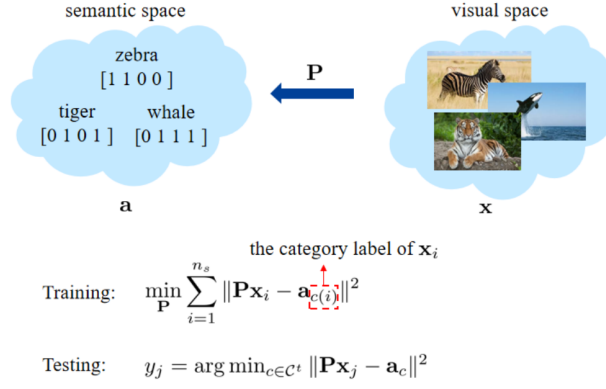 semantic space
visual space
zebra
[1 1 0 0]
P
tiger
whale
[0 1 0 1]
[0 1 1 1]
a
x
the category label of x_i
Training: min_P ∑_{i=1}^{n_s} ‖Px_i − a_{c(i)}‖^2
Testing: y_j = arg min_{c∈𝒞^t} ‖Px_j − a_c‖^2